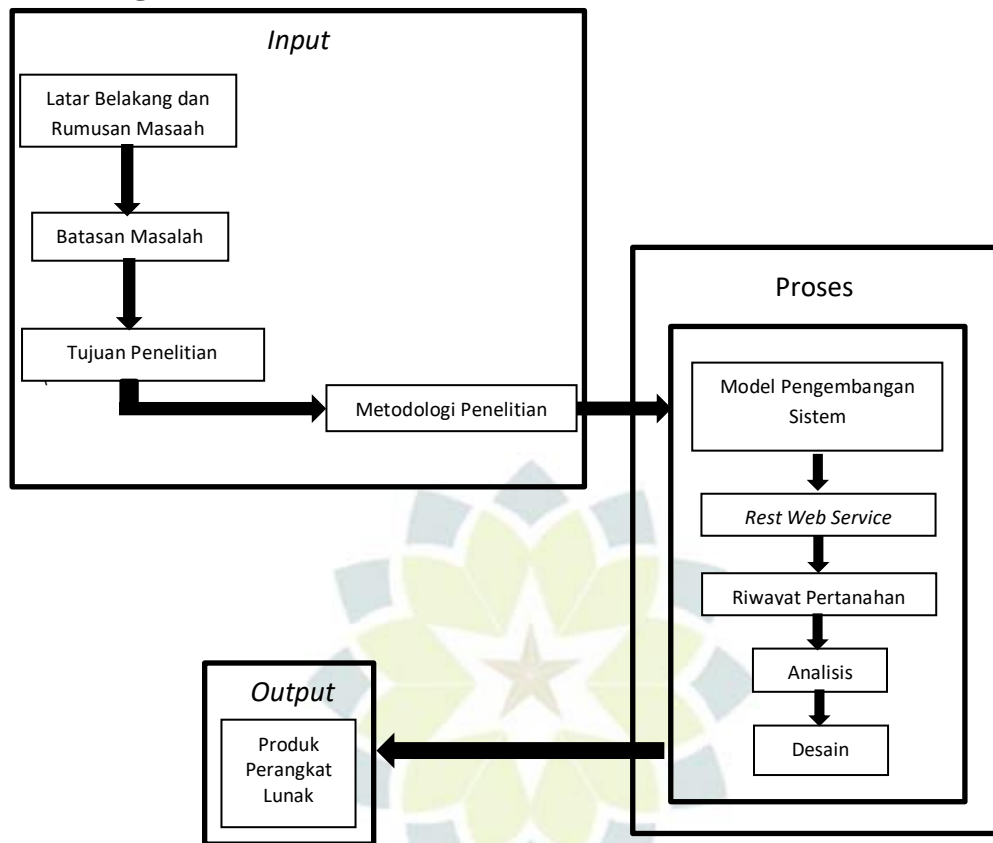 Input
Latar Belakang dan
Rumusan Masaah
Batasan Masalah
Tujuan Penelitian
Metodologi Penelitian
Proses
Model Pengembangan
Sistem
Rest Web Service
Riwayat Pertanahan
Analisis
Desain
Output
Produk
Perangkat
Lunak